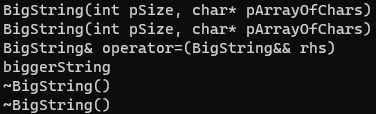 BigString(int pSize, char* pArrayOfChars)
BigString(int pSize, char* pArrayOfChars)
BigString& operator=(BigString&& rhs)
biggerString
~BigString()
~BigString()